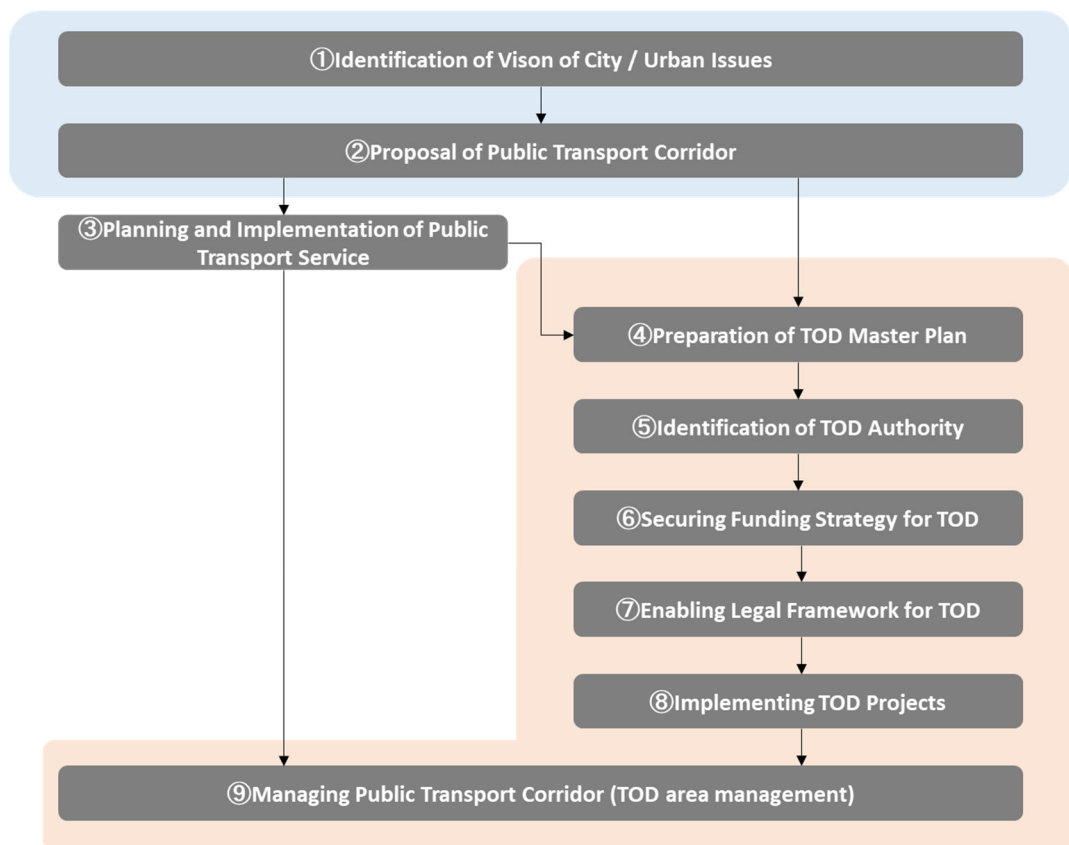 ①Identification of Vison of City / Urban Issues
②Proposal of Public Transport Corridor
③Planning and Implementation of Public
Transport Service
④Preparation of TOD Master Plan
⑤Identification of TOD Authority
⑥Securing Funding Strategy for TOD
⑦Enabling Legal Framework for TOD
⑧Implementing TOD Projects
⑨Managing Public Transport Corridor (TOD area management)